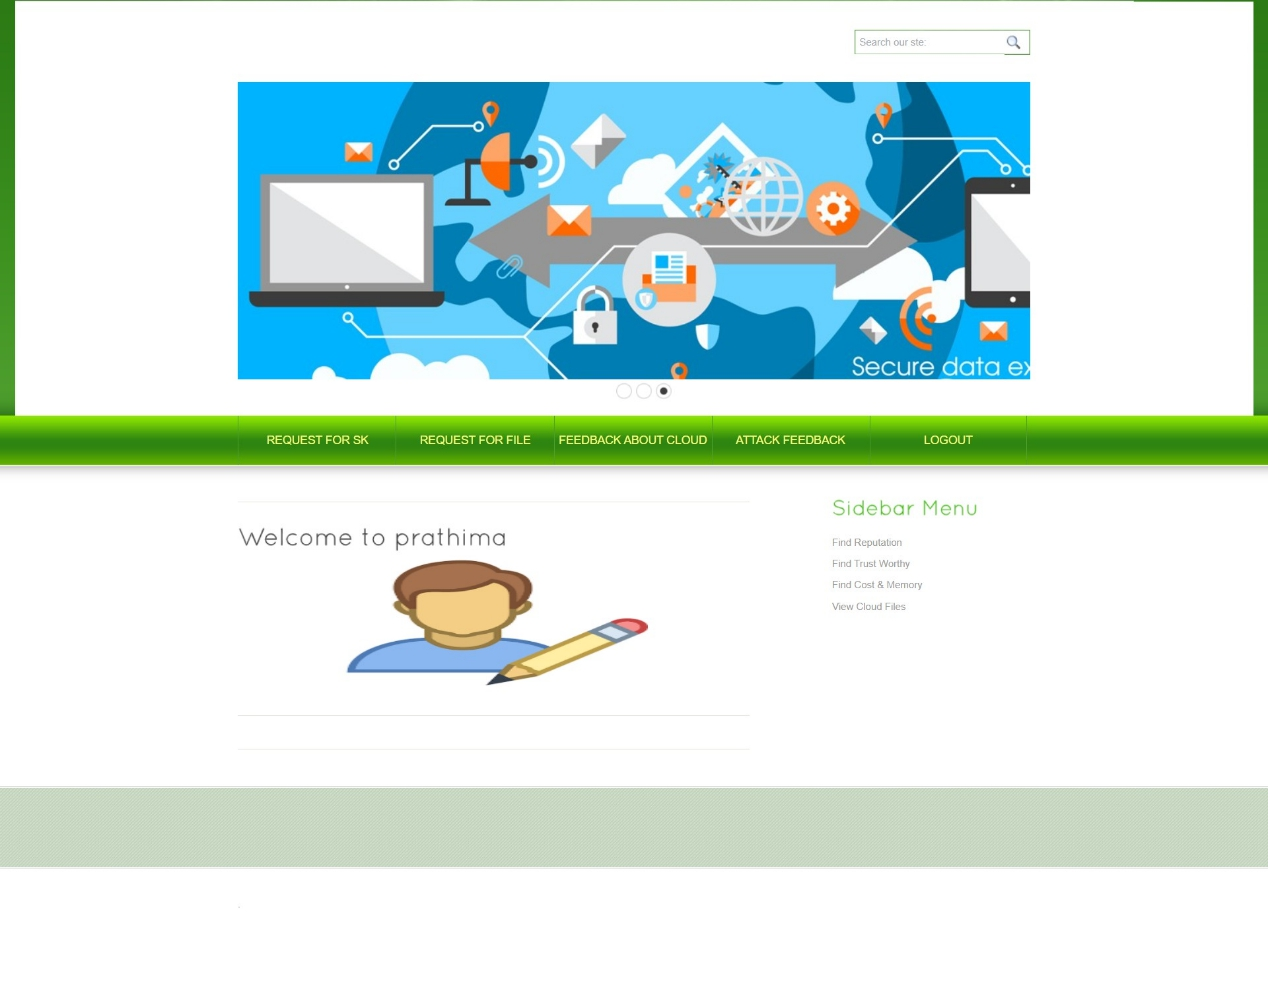 Search our ste:
Secure data ex
REQUEST FOR SK
REQUEST FOR FILE
FEEDBACK ABOUT CLOUD
ATTACK FEEDBACK
LOGOUT
Welcome to prathima
Sidebar Menu
Find Reputation
Find Trust Worthy
Find Cost & Memory
View Cloud Files